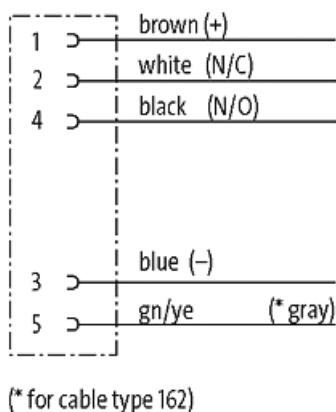 1 brown (+)
2 white (N/C)
4 black (N/O)
3 blue (–)
5 gn/ye (* gray)
(* for cable type 162)